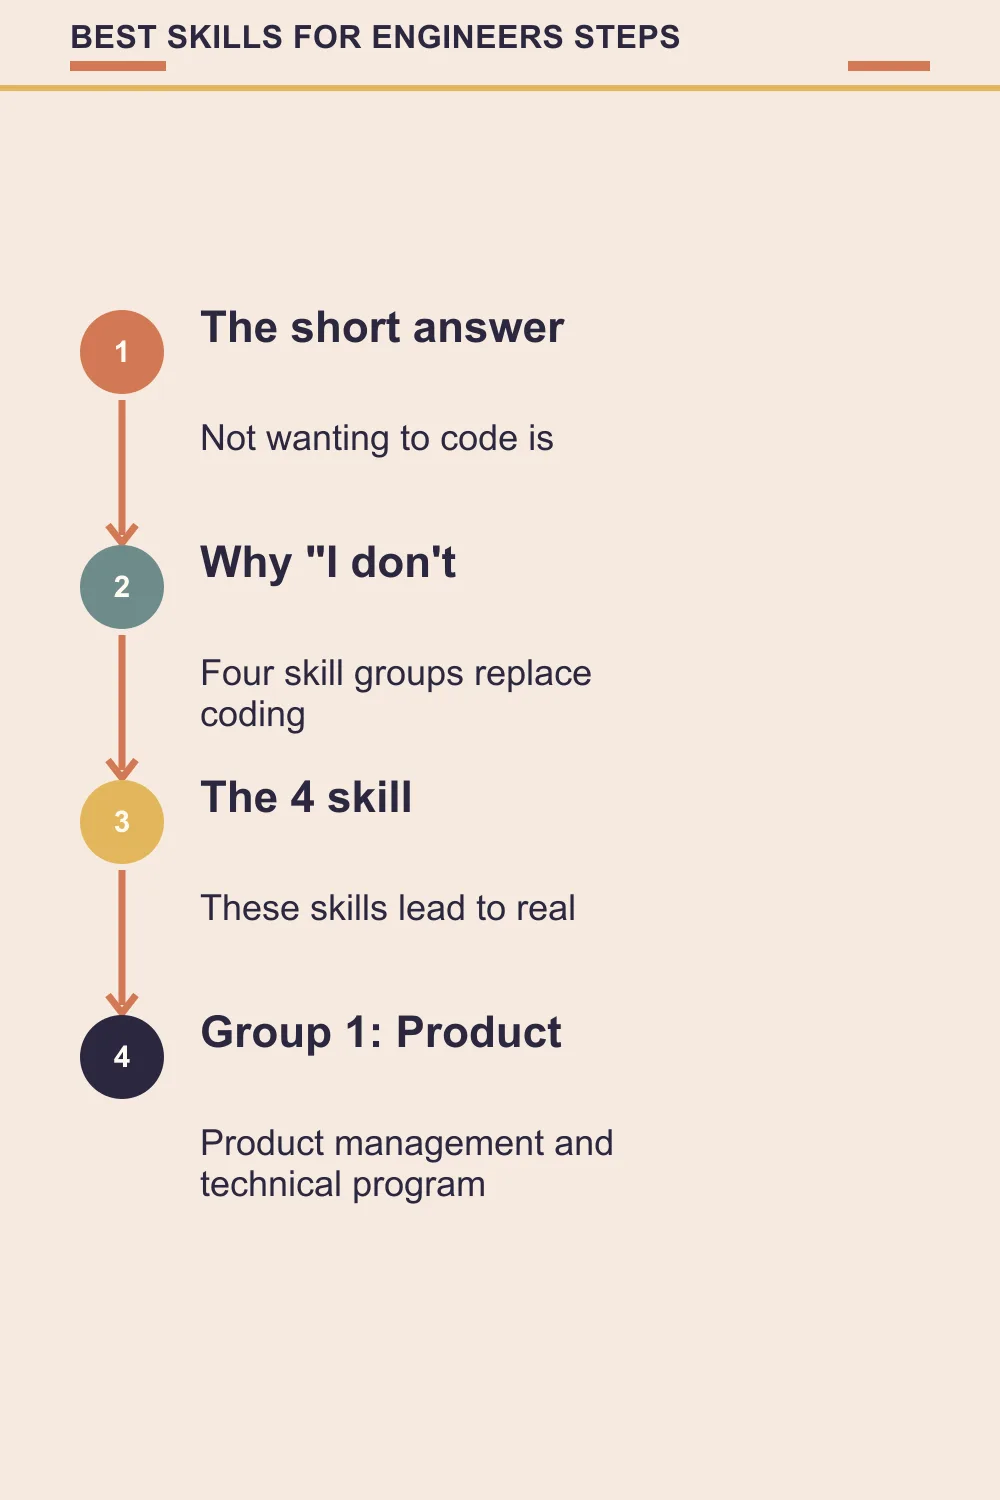 BEST SKILLS FOR ENGINEERS STEPS
1
The short answer
Not wanting to code is
2
Why "I don't
Four skill groups replace
coding
3
The 4 skill
These skills lead to real
4
Group 1: Product
Product management and
technical program